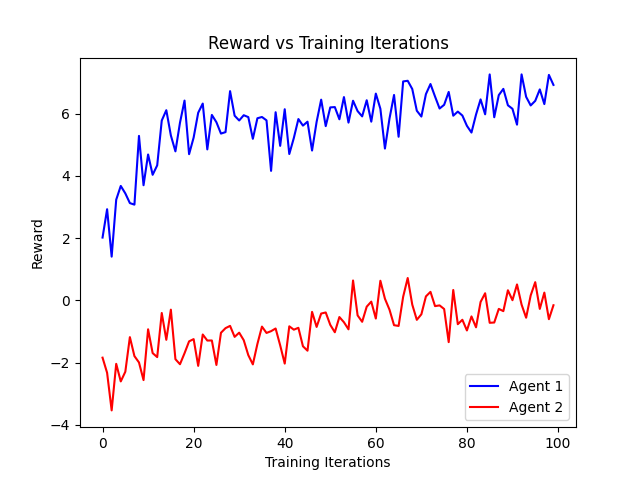 Reward vs Training Iterations
Reward
6
4
2
0
−2
−4
0 20 40 60 80 100
Training Iterations
Agent 1
Agent 2